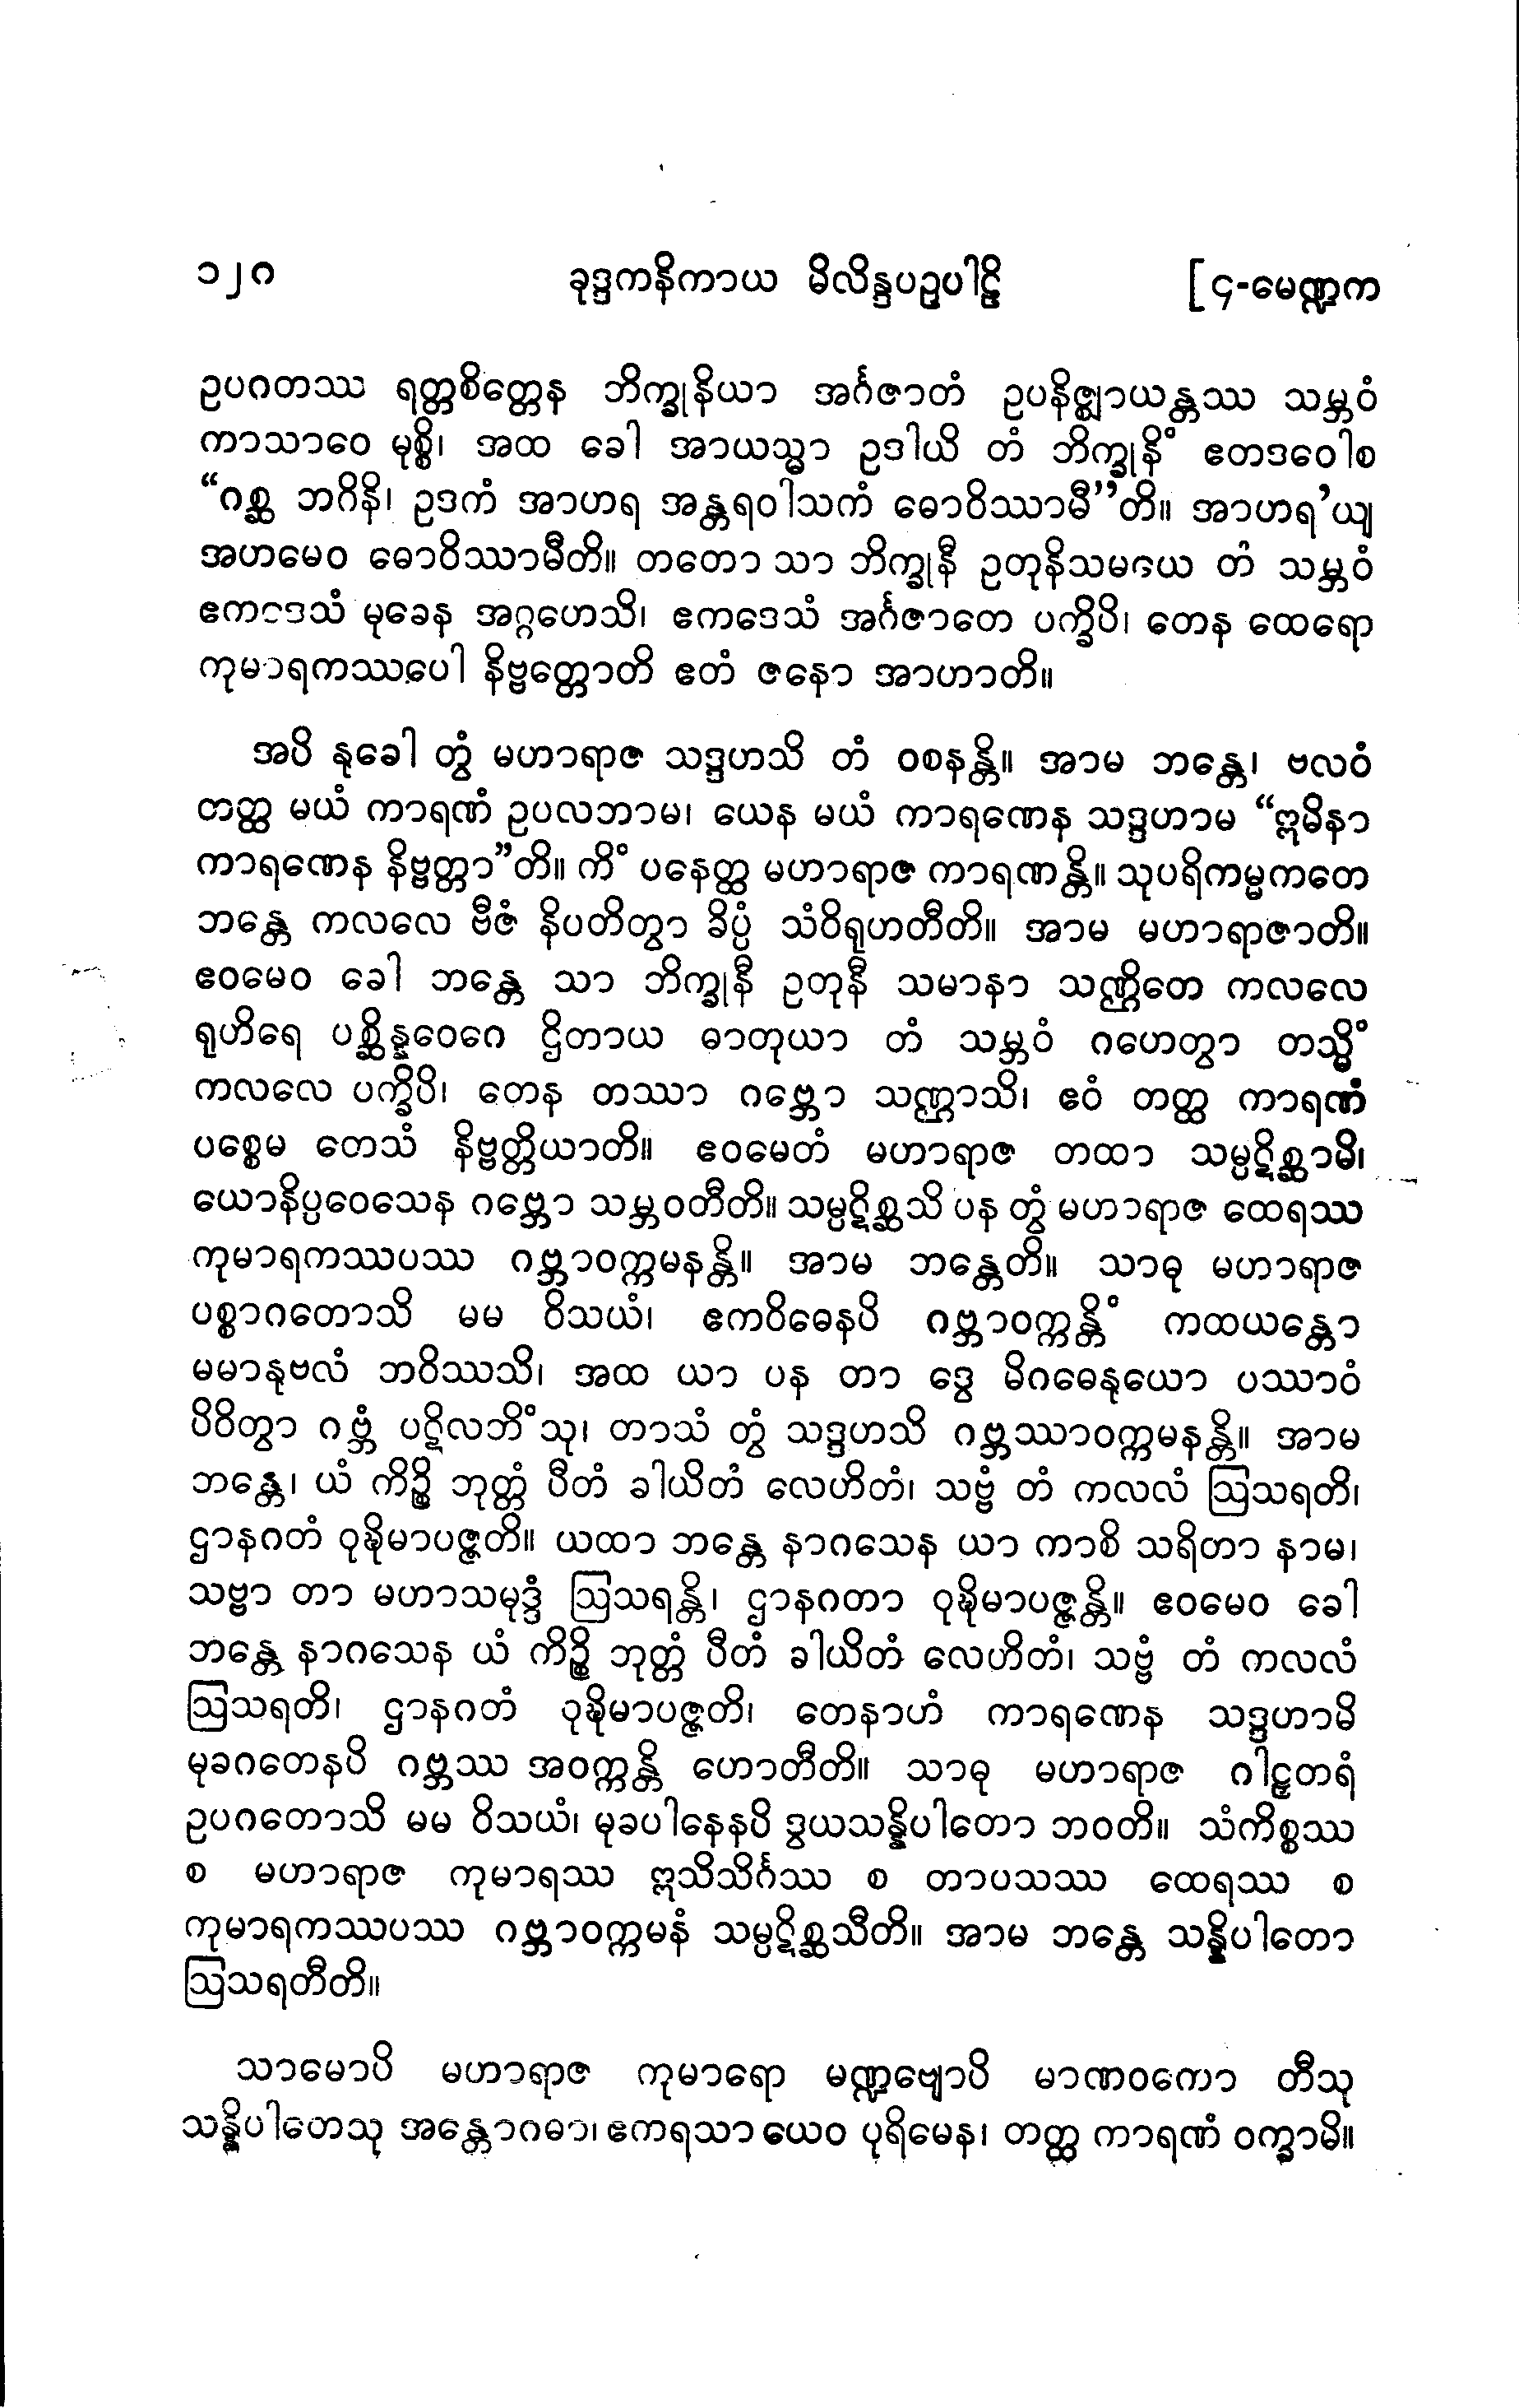 ၁၂၈ ခုဒ္ဒကနိကာယ မိလိန္ဒပဥှပါဠိ [ ၄-မေဏ္ဍက
ဥပဂတဿ ရတ္တစိတ္တေန ဘိက္ခုနိယာ အင်္ဂဇာတံ ဥပနိဇ္ဈာယန္တဿ သမ္ဘဝံ
ကာသာဝေ မုစ္စိ၊ အထ ခေါ အာယသ္မာ ဥဒါယိ တံ ဘိက္ခုနိံ ဧတဒဝေါစ
“ဂစ္ဆ ဘဂိနိ၊ ဥဒကံ အာဟရ အန္တရဝါသကံ ဓောဝိဿာမီ”တိ။ အာဟရ’ယျ
အဟမေဝ ဓောဝိဿာမီတိ။ တတော သာ ဘိက္ခုနီ ဥတုနိသမယေ တံ သမ္ဘဝံ
ဧကဒေသံ မုခေန အဂ္ဂဟေသိ၊ ဧကဒေသံ အင်္ဂဇာတေ ပက္ခိပိ၊ တေန ထေရော
ကုမာရကဿပေါ နိဗ္ဗတ္တောတိ ဧတံ ဇနော အာဟာတိ။
အပိ နုခေါ တွံ မဟာရာဇ သဒ္ဒဟသိ တံ ဝစနန္တိ။ အာမ ဘန္တေ၊ ဗလဝံ
တတ္ထ မယံ ကာရဏံ ဥပလဘာမ၊ ယေန မယံ ကာရဏေန သဒ္ဒဟာမ “ဣမိနာ
ကာရဏေန နိဗ္ဗတ္တာ”တိ။ ကိံ ပနေတ္ထ မဟာရာဇ ကာရဏန္တိ။ သုပရိကမ္မကတေ
ဘန္တေ ကလလေ ဗီဇံ နိပတိတွာ ခိပ္ပံ သံဝိရုဟတီတိ။ အာမ မဟာရာဇာတိ။
ဧဝမေဝ ခေါ ဘန္တေ သာ ဘိက္ခုနီ ဥတုနီ သမာနာ သဏ္ဌိတေ ကလလေ
ရုဟိရေ ပစ္ဆိန္နဝေဂေ ဌိတာယ ဓာတုယာ တံ သမ္ဘဝံ ဂဟေတွာ တသ္မိံ
ကလလေ ပက္ခိပိ၊ တေန တဿာ ဂဗ္ဘော သဏ္ဌာသိ၊ ဧဝံ တတ္ထ ကာရဏံ
ပစ္စေမ တေသံ နိဗ္ဗတ္တိယာတိ။ ဧဝမေတံ မဟာရာဇ တထာ သမ္ပဋိစ္ဆာမိ၊
ယောနိပ္ပဝေသေန ဂဗ္ဘော သမ္ဘဝတီတိ။ သမ္ပဋိစ္ဆသိ ပန တွံ မဟာရာဇ ထေရဿ
ကုမာရကဿပဿ ဂဗ္ဘာဝက္ကမနန္တိ။ အာမ ဘန္တေတိ။ သာဓု မဟာရာဇ
ပစ္စာဂတောသိ မမ ဝိသယံ၊ ဧကဝိဓေနပိ ဂဗ္ဘာဝက္ကန္တိံ ကထယန္တော
မမာနုဗလံ ဘဝိဿသိ၊ အထ ယာ ပန တာ ဒွေ မိဂဓေနုယော ပဿာဝံ
ပိဝိတွာ ဂဗ္ဘံ ပဋိလဘိံသု၊ တာသံ တွံ သဒ္ဒဟသိ ဂဗ္ဘဿာဝက္ကမနန္တိ။ အာမ
ဘန္တေ၊ ယံ ကိဉ္စိ ဘုတ္တံ ပီတံ ခါယိတံ လေဟိတံ၊ သဗ္ဗံ တံ ကလလံ ဩသရတိ၊
ဌာနဂတံ ဝုဍ္ဎိမာပဇ္ဇတိ။ ယထာ ဘန္တေ နာဂသေန ယာ ကာစိ သရိတာ နာမ၊
သဗ္ဗာ တာ မဟာသမုဒ္ဒံ ဩသရန္တိ၊ ဌာနဂတာ ဝုဍ္ဎိမာပဇ္ဇန္တိ။ ဧဝမေဝ ခေါ
ဘန္တေ နာဂသေန ယံ ကိဉ္စိ ဘုတ္တံ ပီတံ ခါယိတံ လေဟိတံ၊ သဗ္ဗံ တံ ကလလံ
ဩသရတိ၊ ဌာနဂတံ ဝုဍ္ဎိမာပဇ္ဇတိ၊ တေနာဟံ ကာရဏေန သဒ္ဒဟာမိ
မုခဂတေနပိ ဂဗ္ဘဿ အဝက္ကန္တိ ဟောတီတိ။ သာဓု မဟာရာဇ ဂါဠှတရံ
ဥပဂတောသိ မမ ဝိသယံ၊ မုခပါနေနပိ ဒွယသန္နိပါတော ဘဝတိ။ သံကိစ္စဿ
စ မဟာရာဇ ကုမာရဿ ဣသိသိင်္ဂဿ စ တာပသဿ ထေရဿ စ
ကုမာရကဿပဿ ဂဗ္ဘာဝက္ကမနံ သမ္ပဋိစ္ဆသီတိ။ အာမ ဘန္တေ သန္နိပါတော
ဩသရတီတိ။
သာမောပိ မဟာရာဇ ကုမာရော မဏ္ဍဗျောပိ မာဏဝကော တီသု
သန္နိပါတေသု အန္တောဂဓာ၊ ဧကရသာ ယေဝ ပုရိမေန၊ တတ္ထ ကာရဏံ ဝက္ခာမိ။